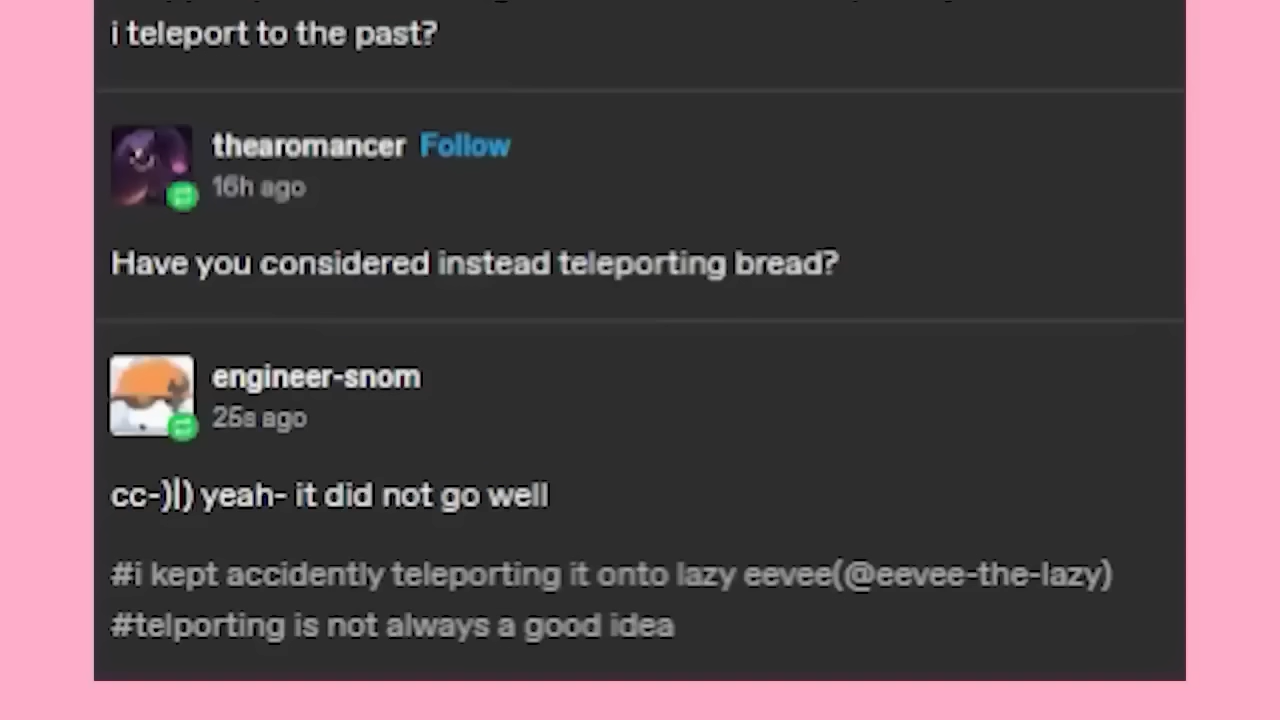 i teleport to the past?
thearomancer Follow
16h ago
Have you considered instead teleporting bread?
engineer-snom
25s ago
cc-)|) yeah- it did not go well
#i kept accidently teleporting it onto lazy eevee(@eevee-the-lazy)
#telporting is not always a good idea